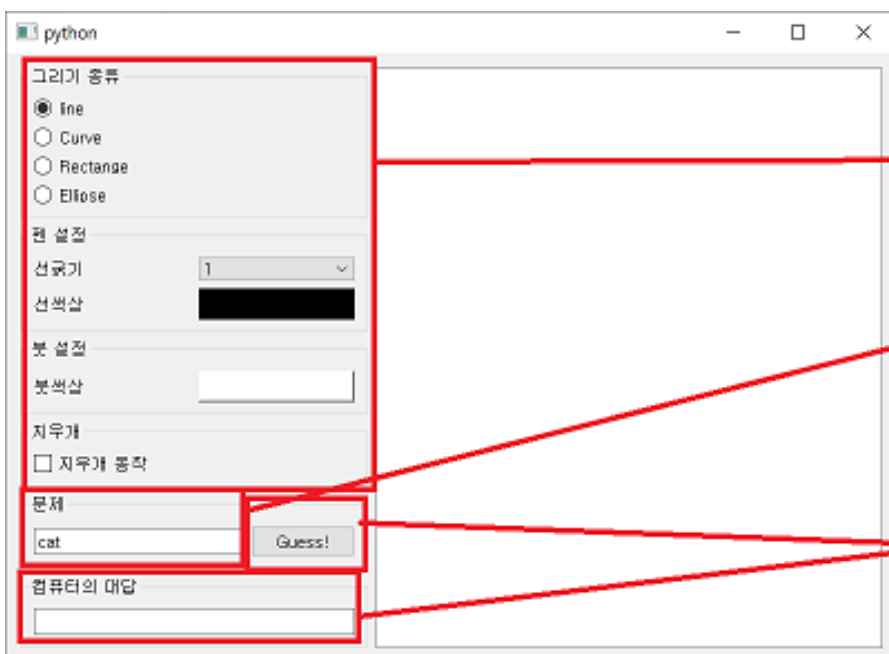 python
그리기 종류
line
Curve
Rectange
Ellipse
펜 설정
선굵기 1
선색상
붓 설정
붓색상
지우개
지우개 동작
문제
cat Guess!
컴퓨터의 대답